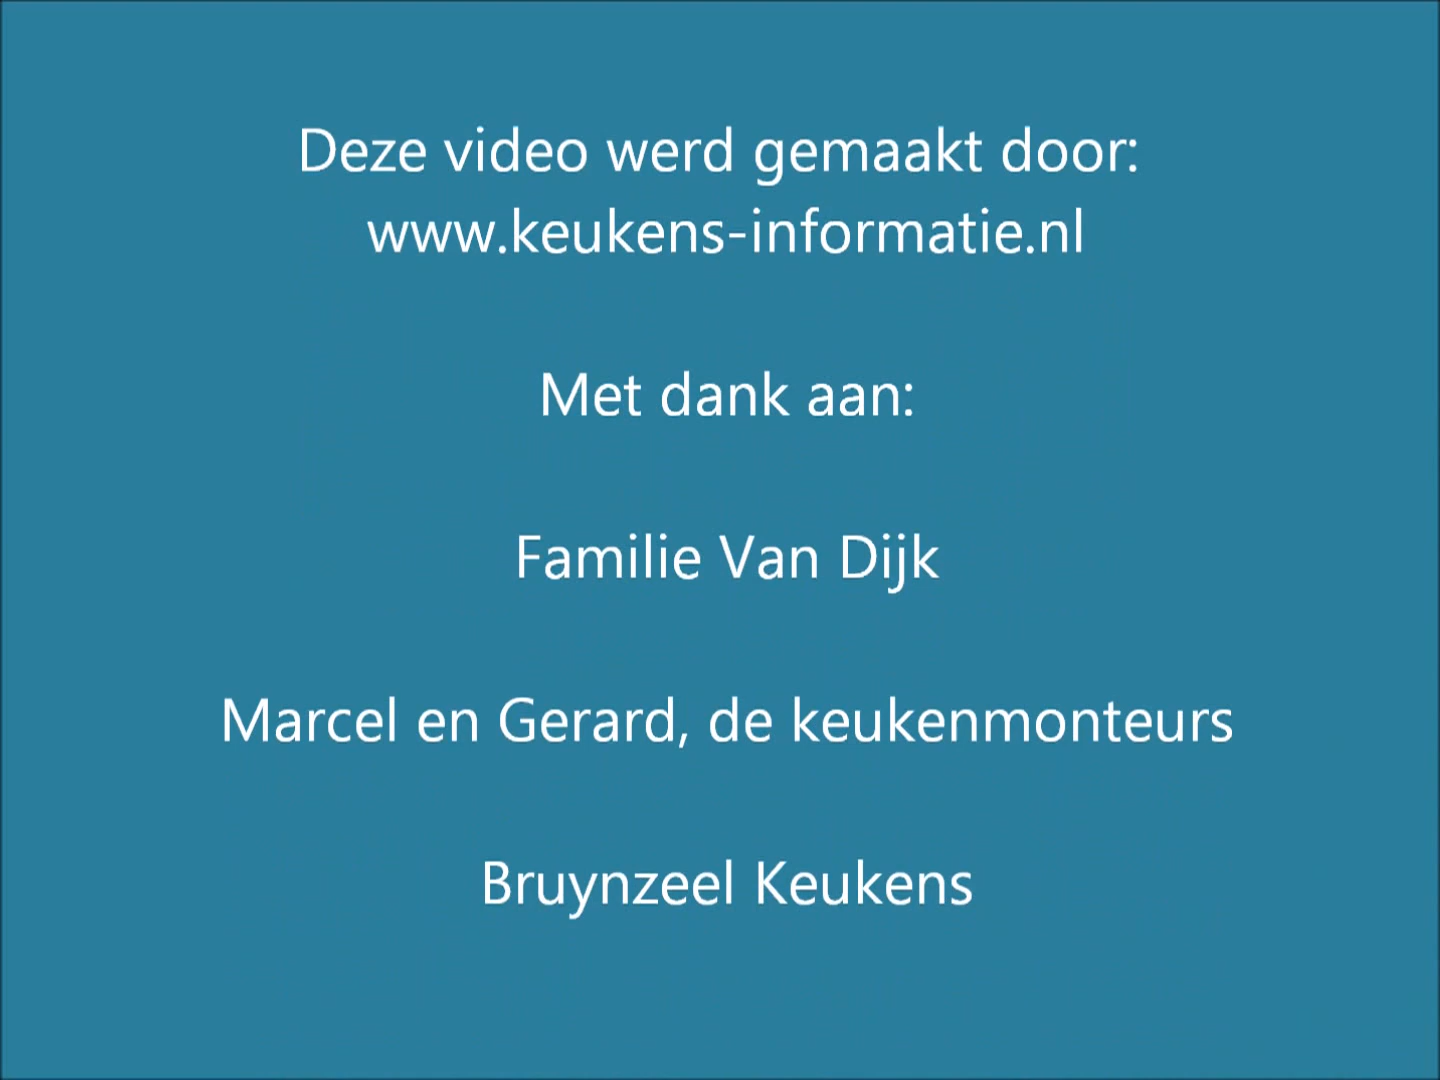 Deze video werd gemaakt door:
www.keukens-informatie.nl
Met dank aan:
Familie Van Dijk
Marcel en Gerard, de keukenmonteurs
Bruynzeel Keukens